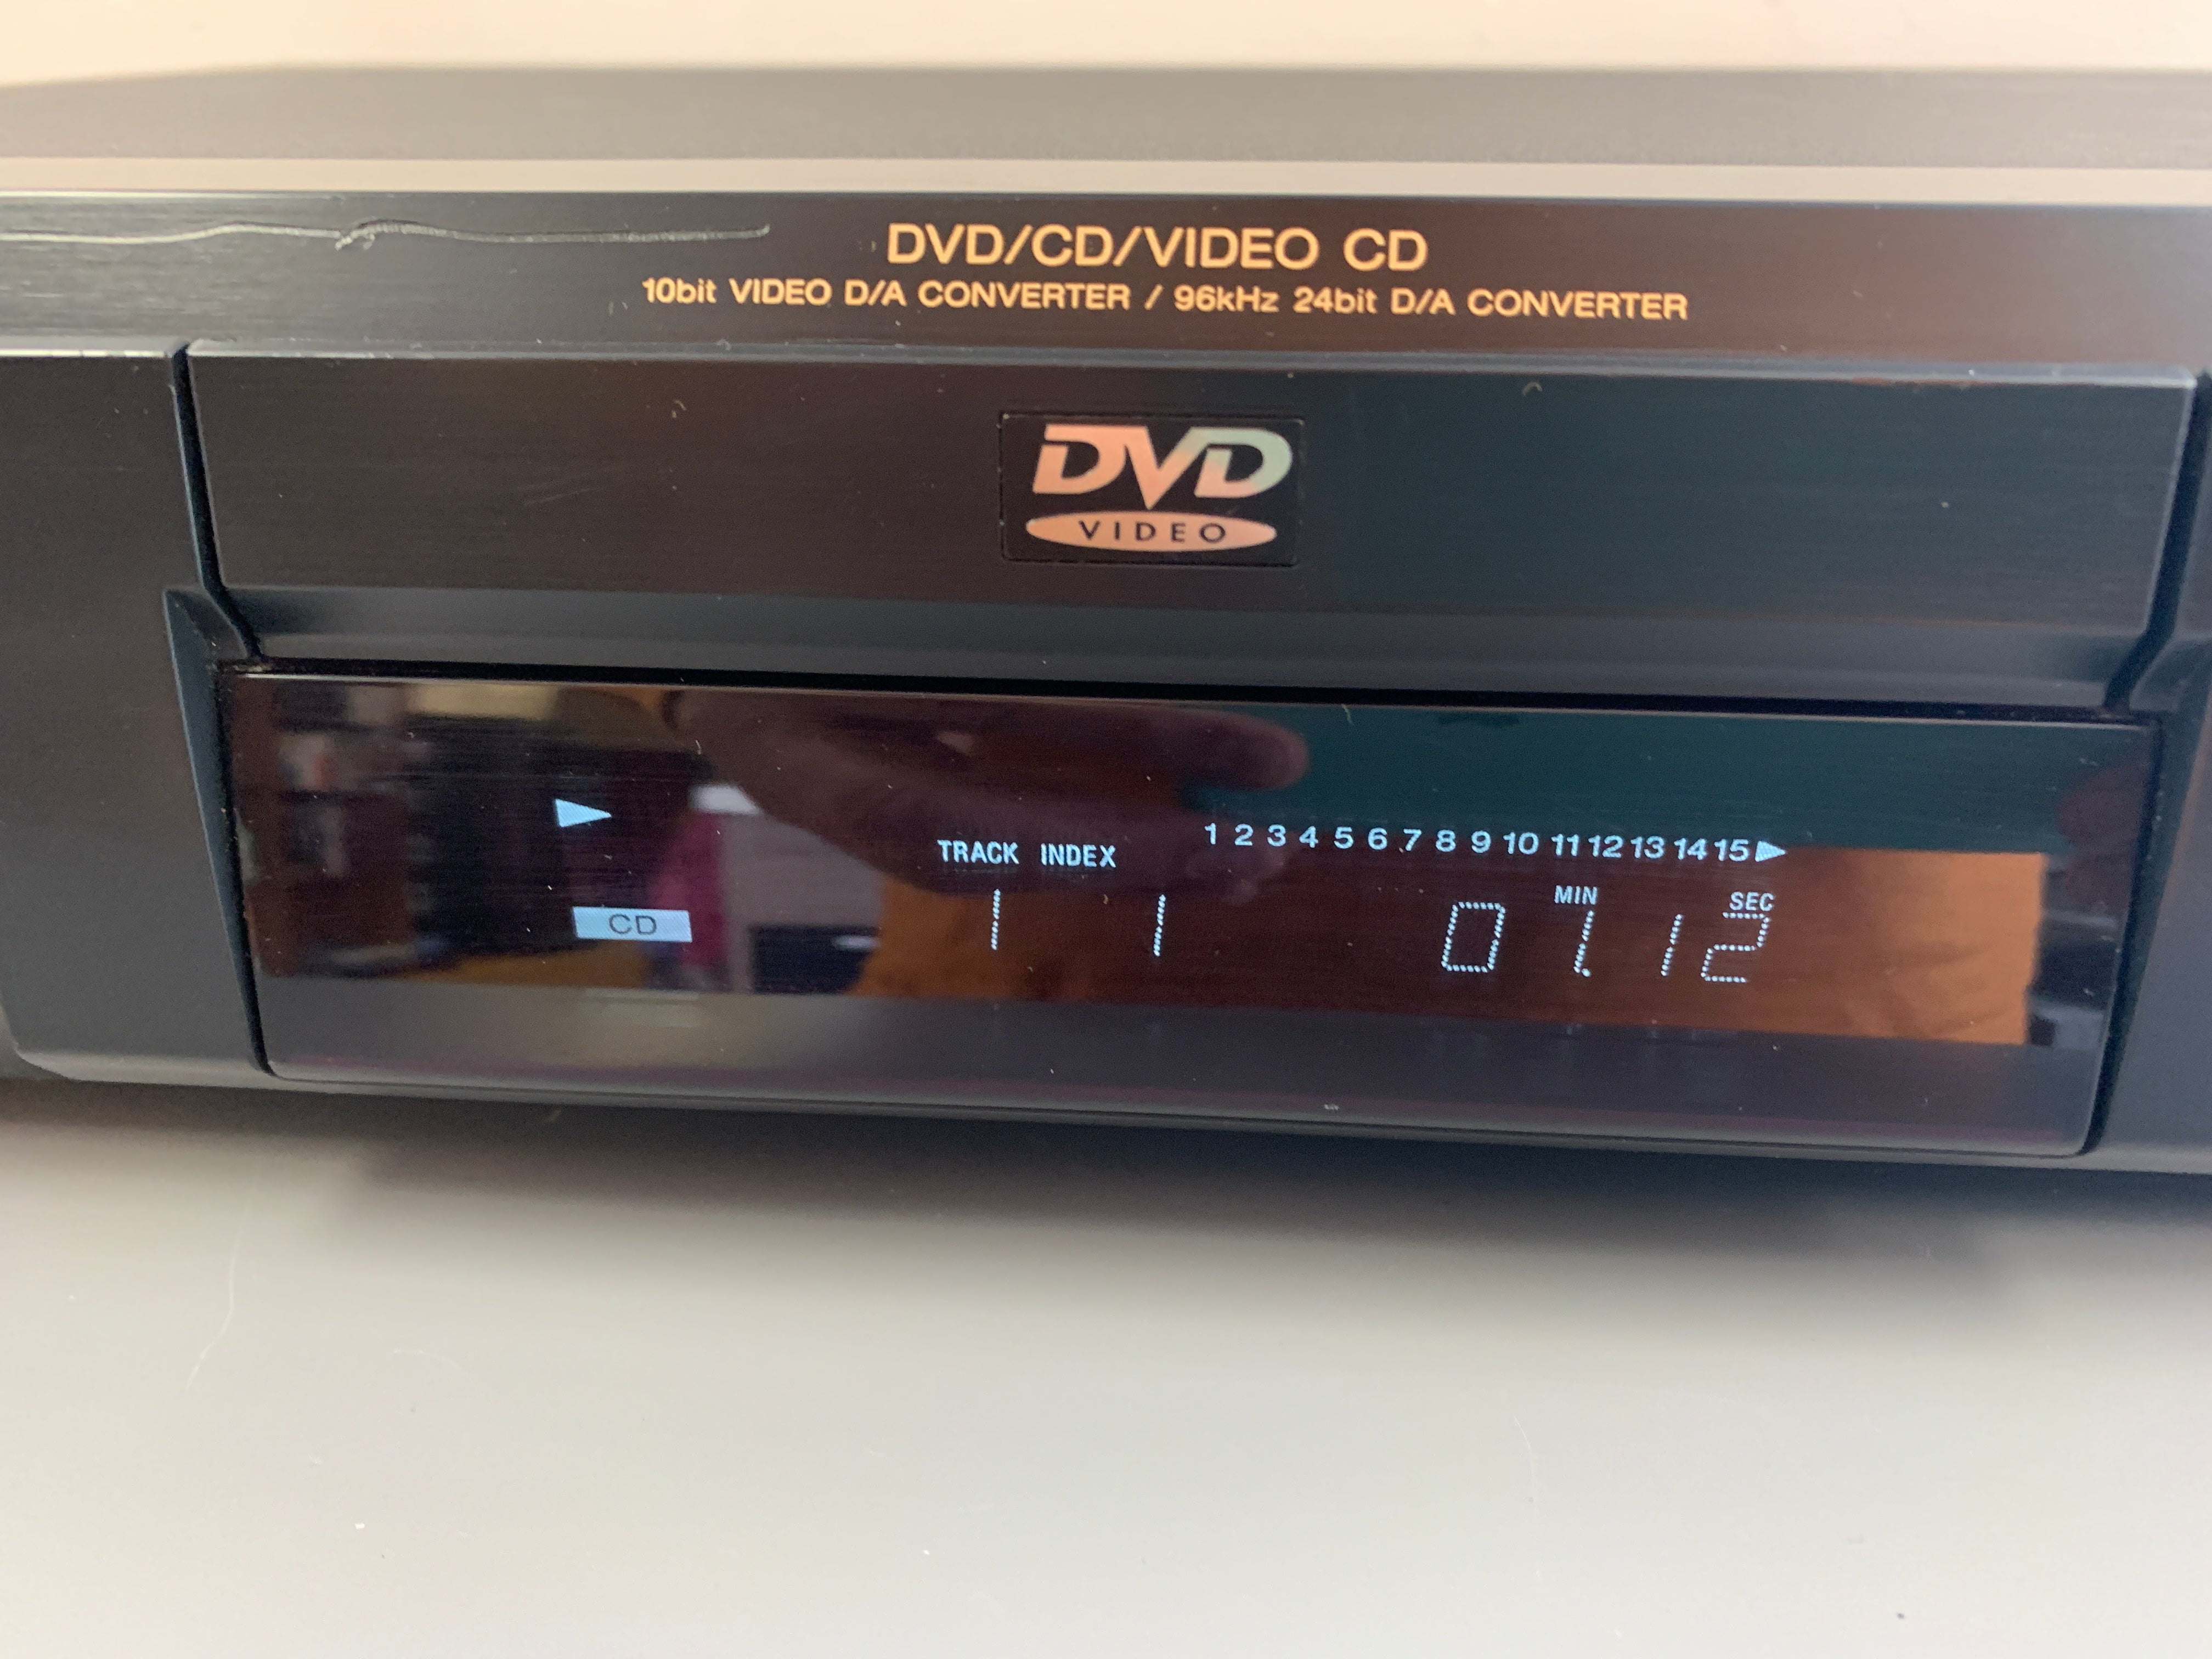 DVD/CD/VIDEO CD
10bit VIDEO D/A CONVERTER / 96kHz 24bit D/A CONVERTER
DVD
VIDEO
1 2 3 4 5 6 7 8 9 10 11 12 13 14 15
TRACK INDEX
MIN SEC
CD 1 1 07.12